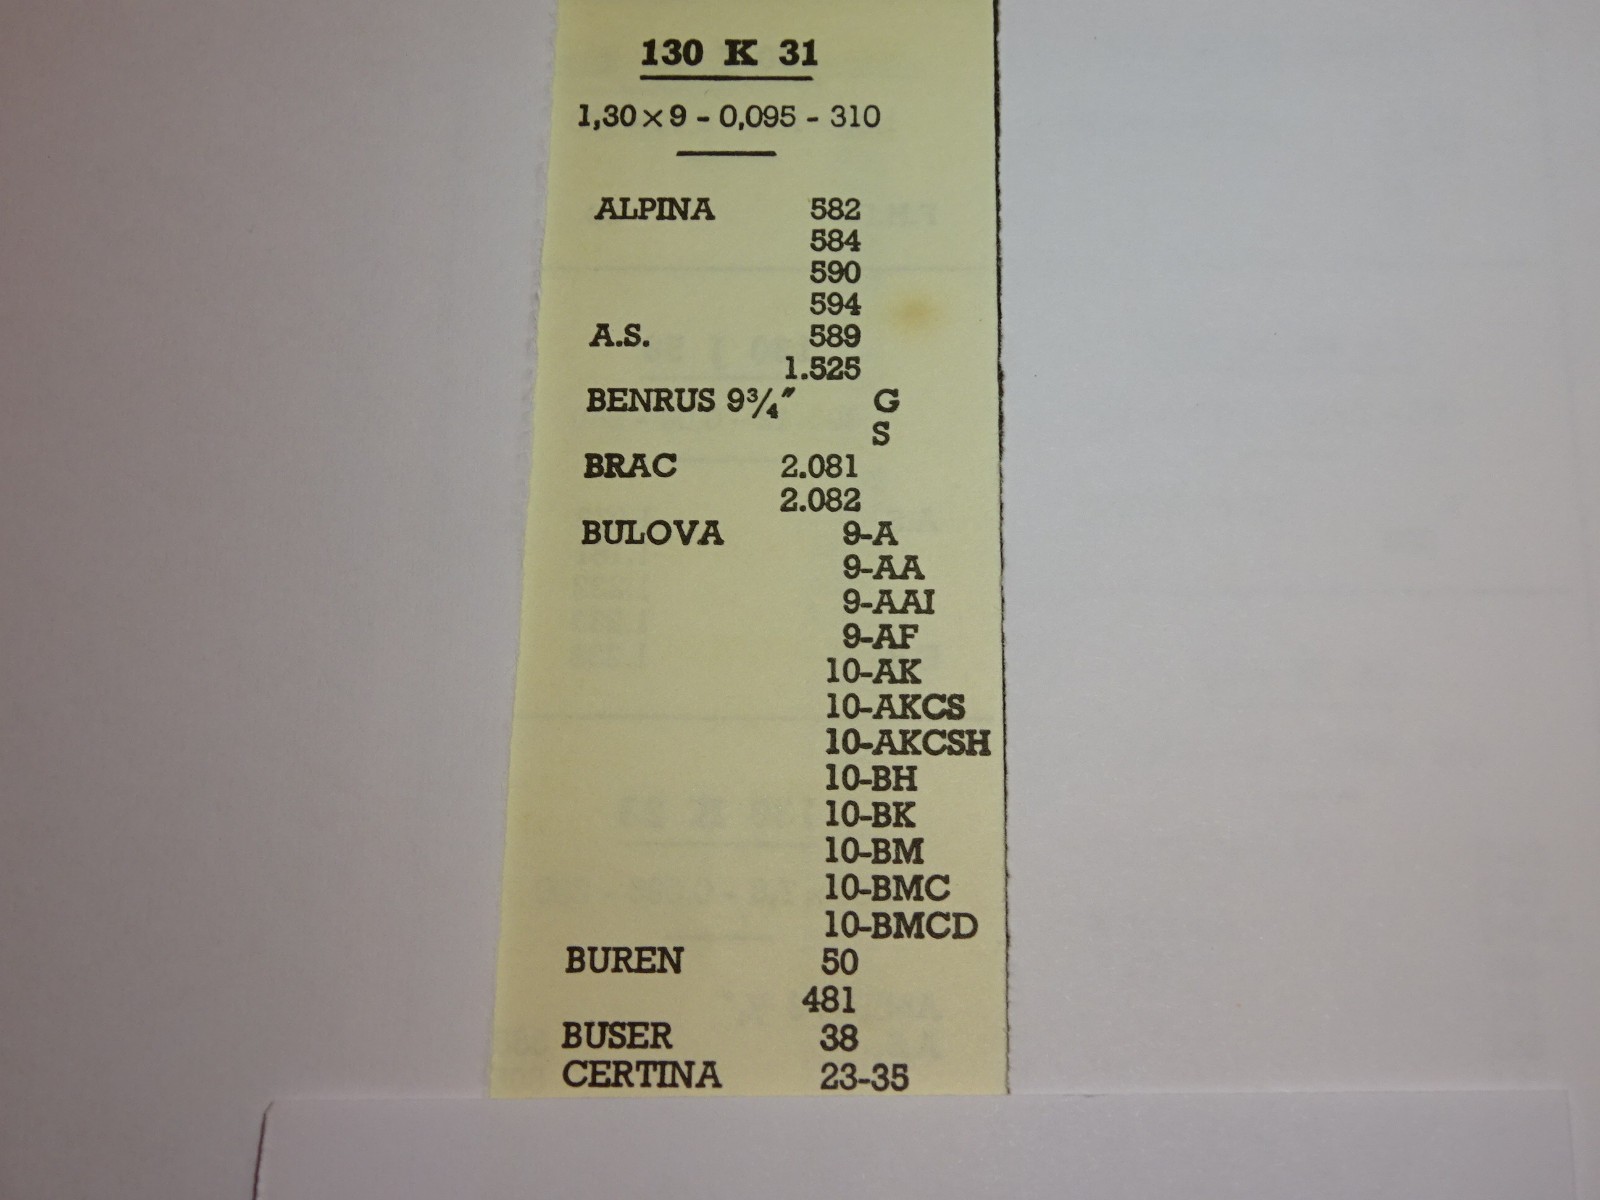 130 K 31
1,30 × 9 - 0,095 - 310
ALPINA 582
584
590
594
A.S. 589
1.525
BENRUS 9¾‴ G
S
BRAC 2.081
2.082
BULOVA 9-A
9-AA
9-AAI
9-AF
10-AK
10-AKCS
10-AKCSH
10-BH
10-BK
10-BM
10-BMC
10-BMCD
BUREN 50
481
BUSER 38
CERTINA 23-35